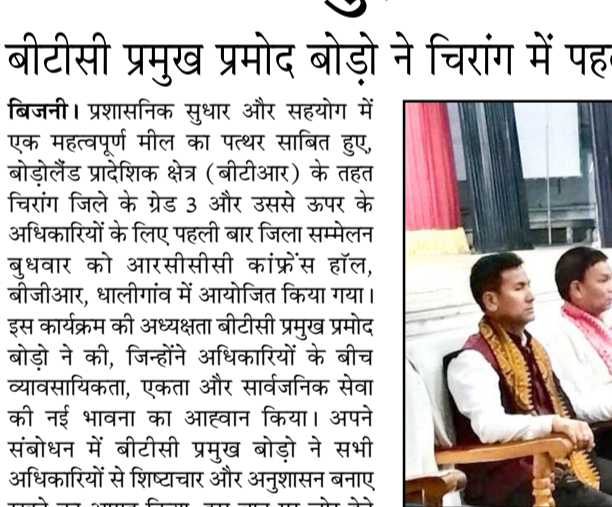 बीटीसी प्रमुख प्रमोद बोड़ो ने चिरांग में
बिजनी। प्रशासनिक सुधार और सहयोग में
एक महत्वपूर्ण मील का पत्थर साबित हुए,
बोड़ोलैंड प्रादेशिक क्षेत्र (बीटीआर) के तहत
चिरांग जिले के ग्रेड 3 और उससे ऊपर के
अधिकारियों के लिए पहली बार जिला सम्मेलन
बुधवार को आरसीसीसी कांफ्रेंस हॉल,
बीजीआर, धालीगांव में आयोजित किया गया।
इस कार्यक्रम की अध्यक्षता बीटीसी प्रमुख प्रमोद
बोड़ो ने की, जिन्होंने अधिकारियों के बीच
व्यावसायिकता, एकता और सार्वजनिक सेवा
की नई भावना का आह्वान किया। अपने
संबोधन में बीटीसी प्रमुख बोड़ो ने सभी
अधिकारियों से शिष्टाचार और अनुशासन बनाए